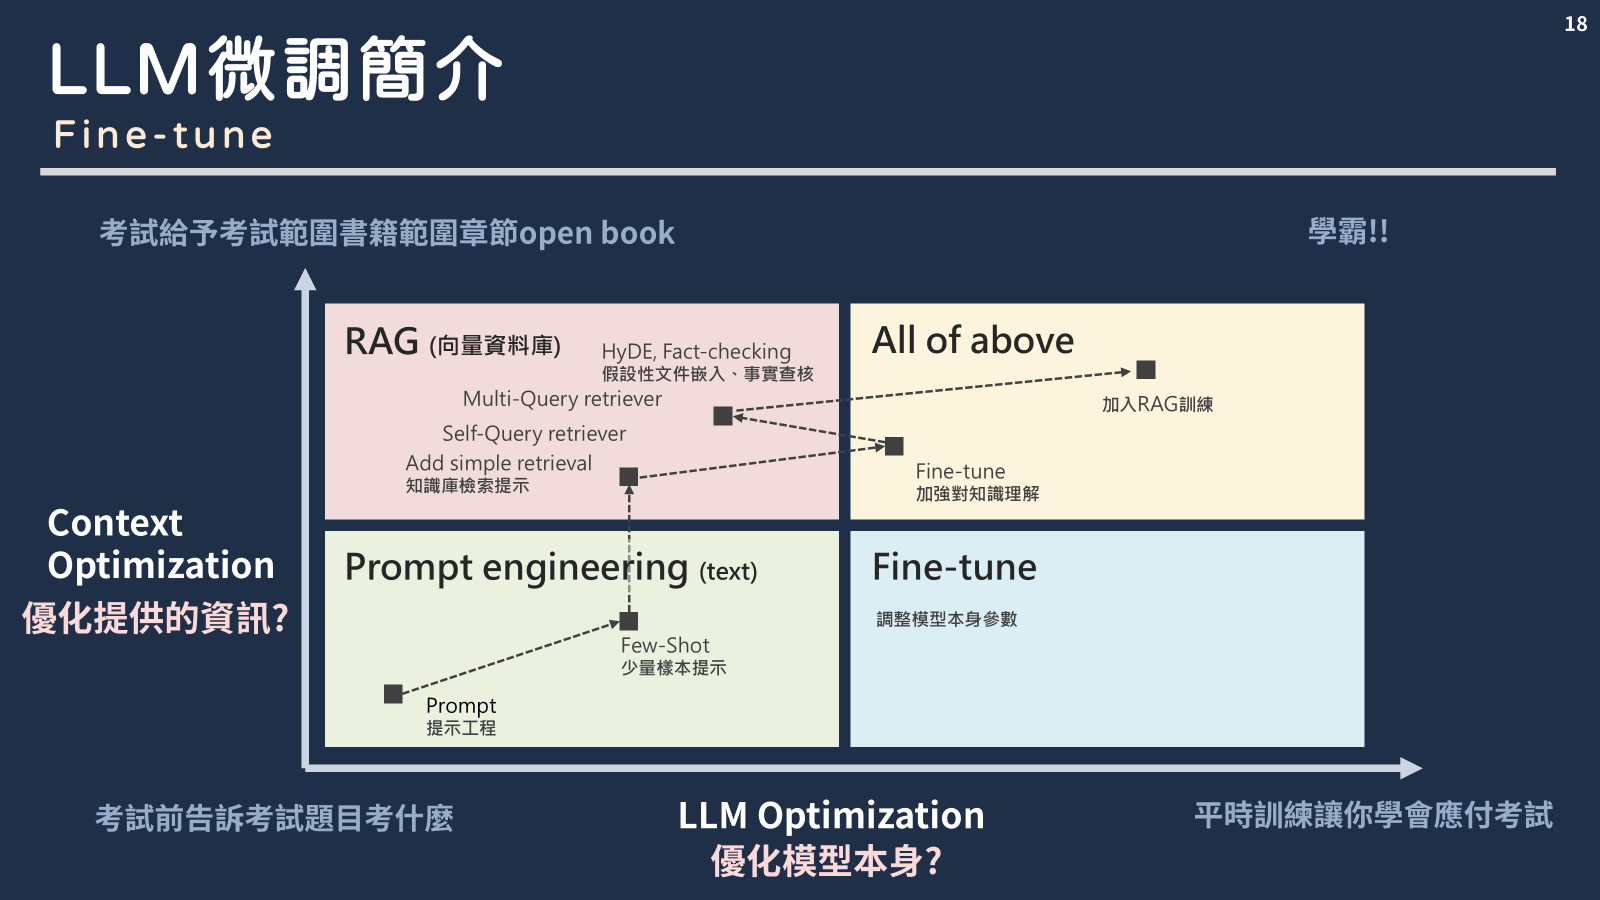 18
LLM微調簡介
Fine-tune
考試給予考試範圍書籍範圍章節open book
學霸!!
RAG (向量資料庫)
HyDE, Fact-checking
假設性文件嵌入、事實查核
Multi-Query retriever
Self-Query retriever
Add simple retrieval
知識庫檢索提示
All of above
加入RAG訓練
Fine-tune
加強對知識理解
Context
Optimization
優化提供的資訊?
Prompt engineering (text)
Few-Shot
少量樣本提示
Prompt
提示工程
Fine-tune
調整模型本身參數
考試前告訴考試題目考什麼
LLM Optimization
優化模型本身?
平時訓練讓你學會應付考試